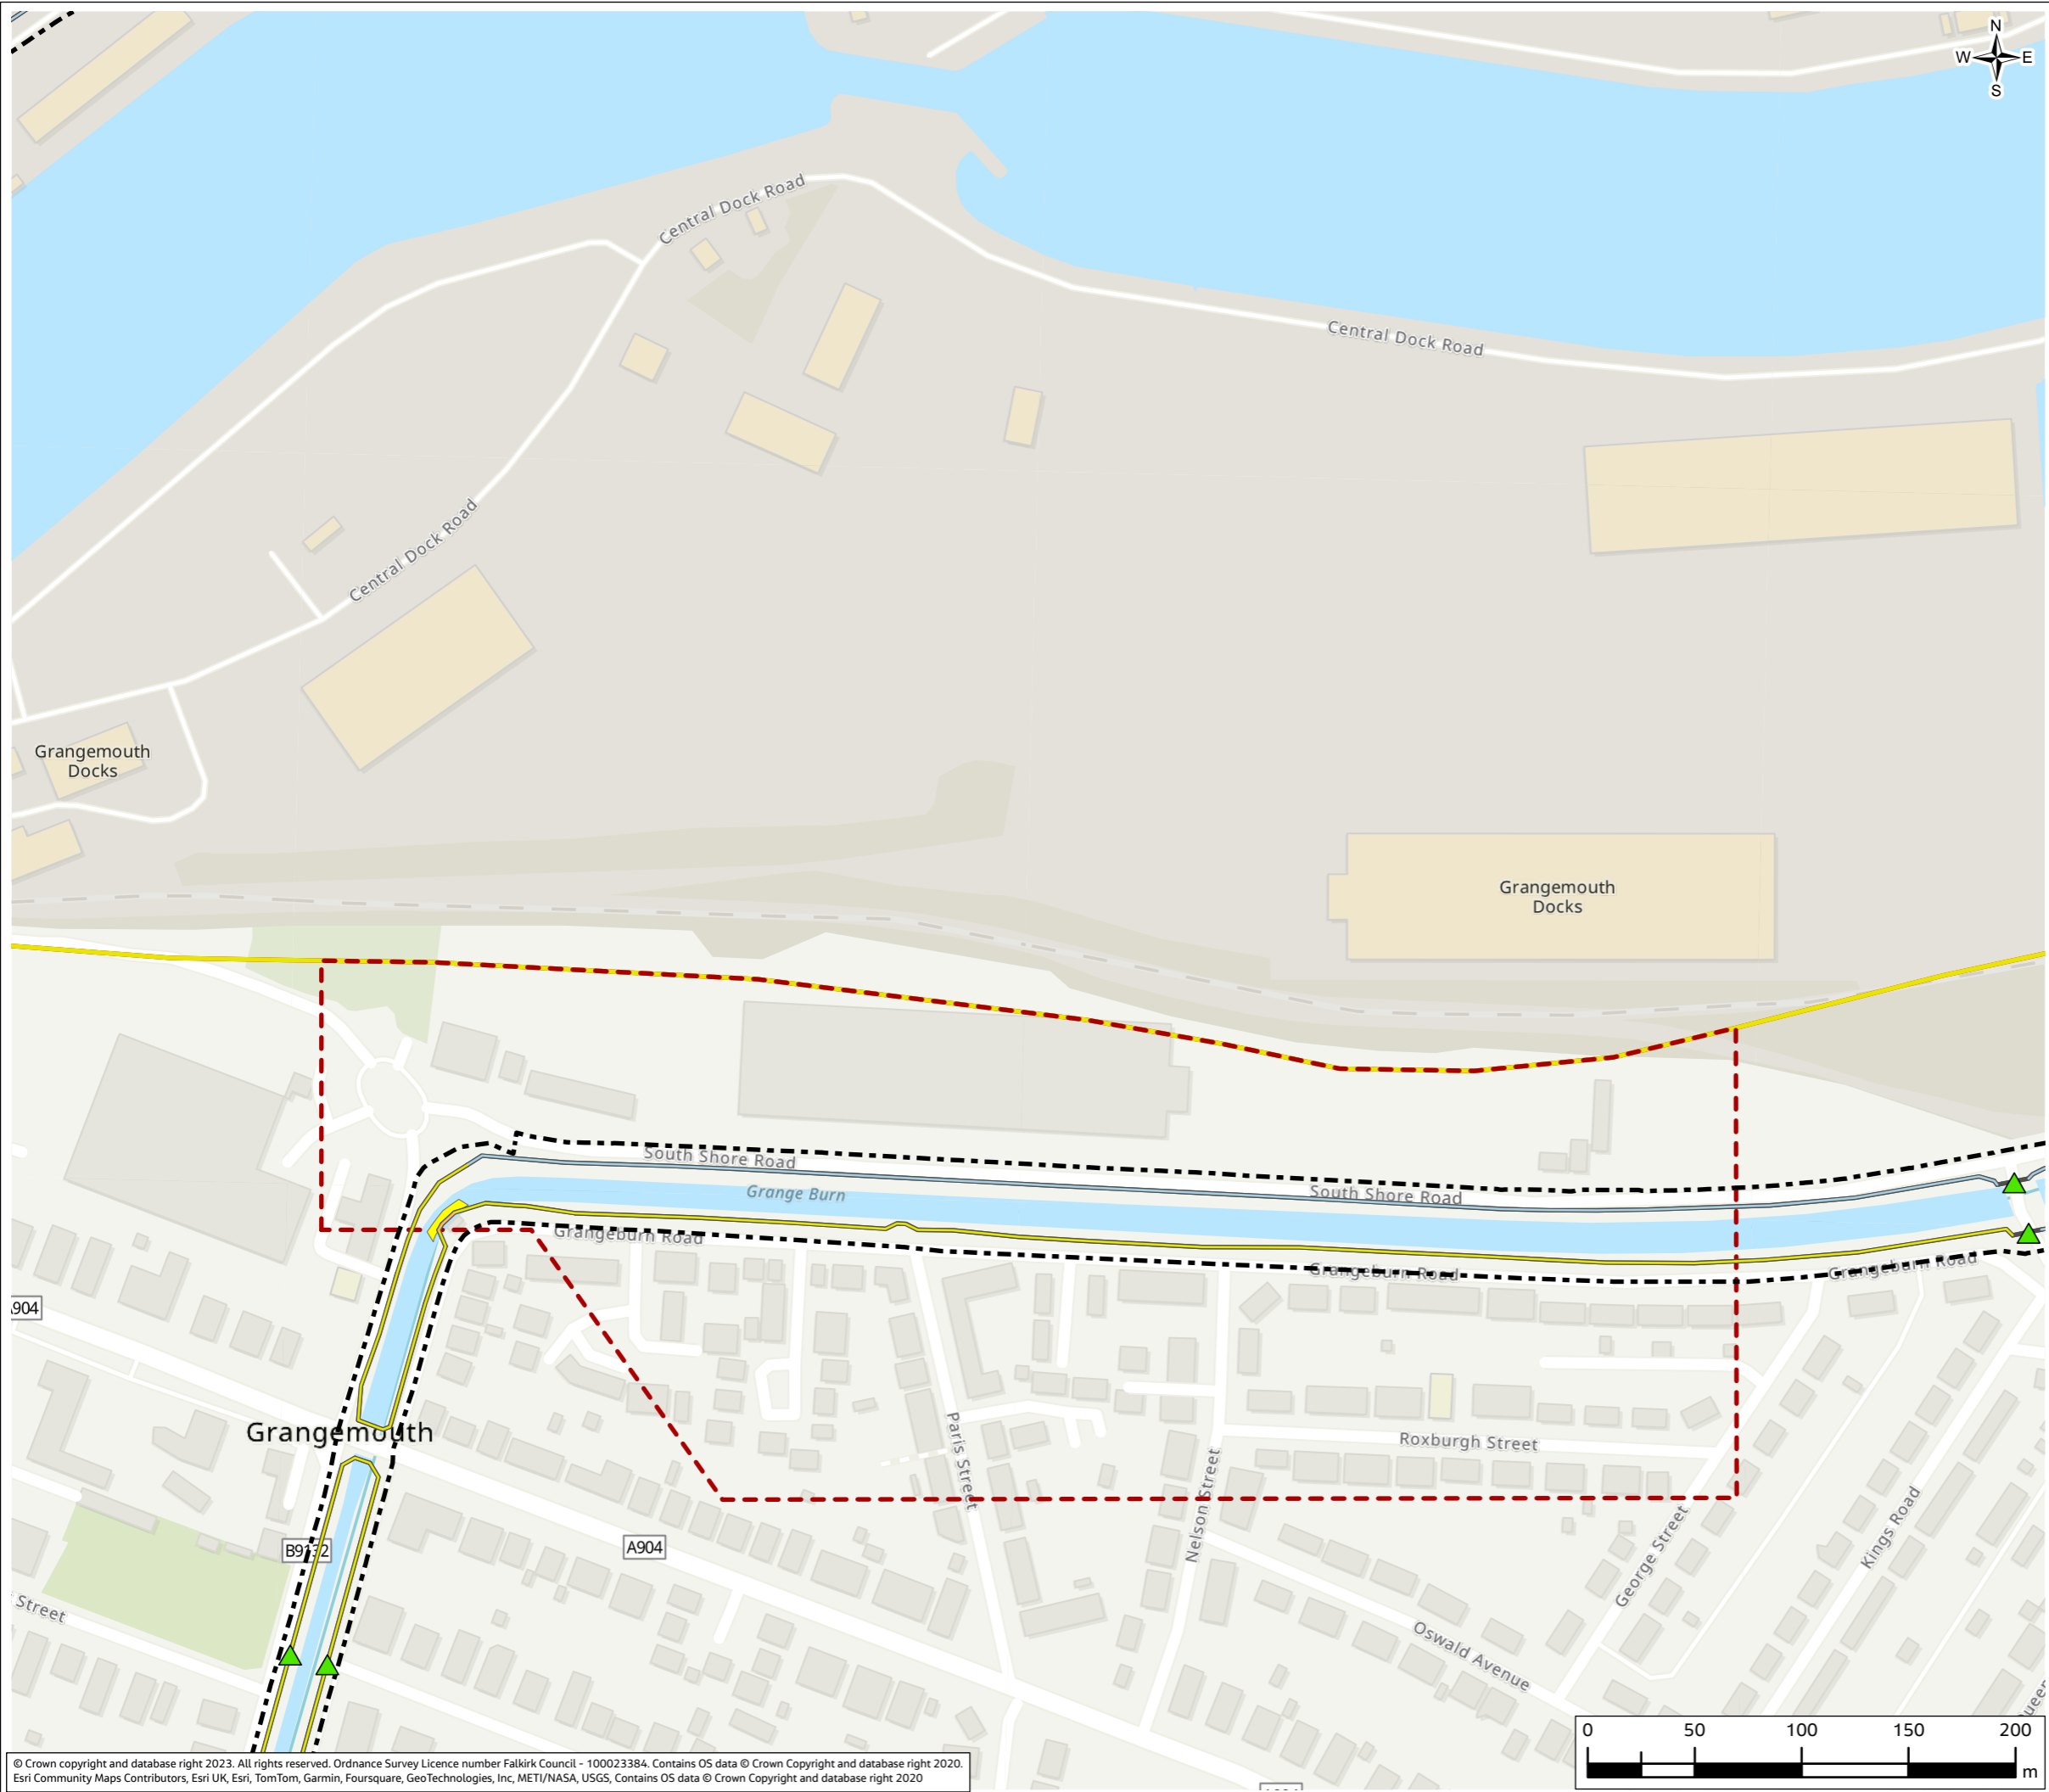 N
W E
S
Central Dock Road
Central Dock Road
Central Dock Road
Grangemouth
Docks
Grangemouth
Docks
South Shore Road
Grange Burn
South Shore Road
Grangeburn Road
Grangeburn Road
Grangeburn Road
A904
Grangemouth
Paris Street
Roxburgh Street
Nelson Street
B9132
A904
George Street
Kings Road
Street
Oswald Avenue
0 50 100 150 200
m
© Crown copyright and database right 2023. All rights reserved. Ordnance Survey Licence number Falkirk Council - 100023384. Contains OS data © Crown Copyright and database right 2020.
Esri Community Maps Contributors, Esri UK, Esri, TomTom, Garmin, Foursquare, GeoTechnologies, Inc, METI/NASA, USGS, Contains OS data © Crown Copyright and database right 2020